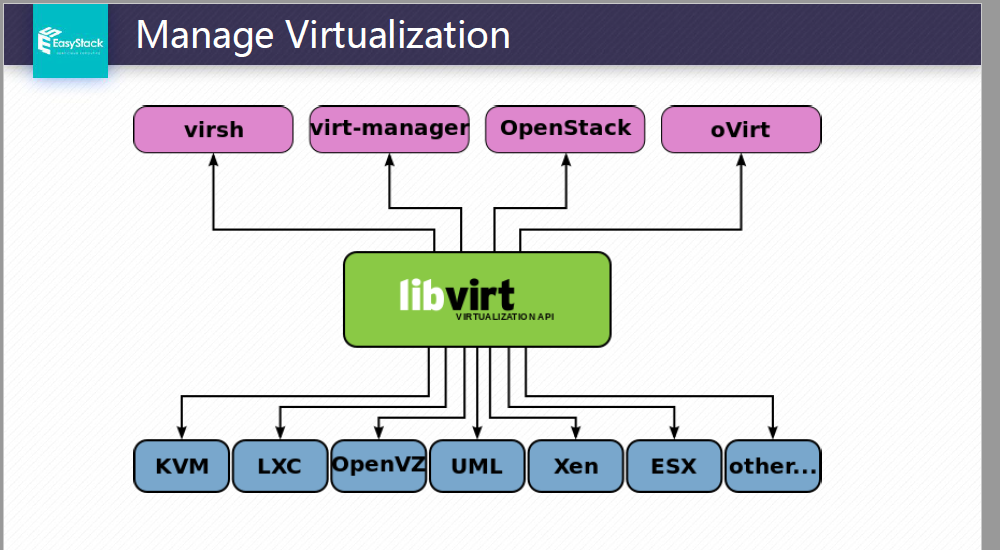 EasyStack
Manage Virtualization
virsh
virt-manager
OpenStack
oVirt
libvirt
VIRTUALIZATION API
KVM
LXC
OpenVZ
UML
Xen
ESX
other...